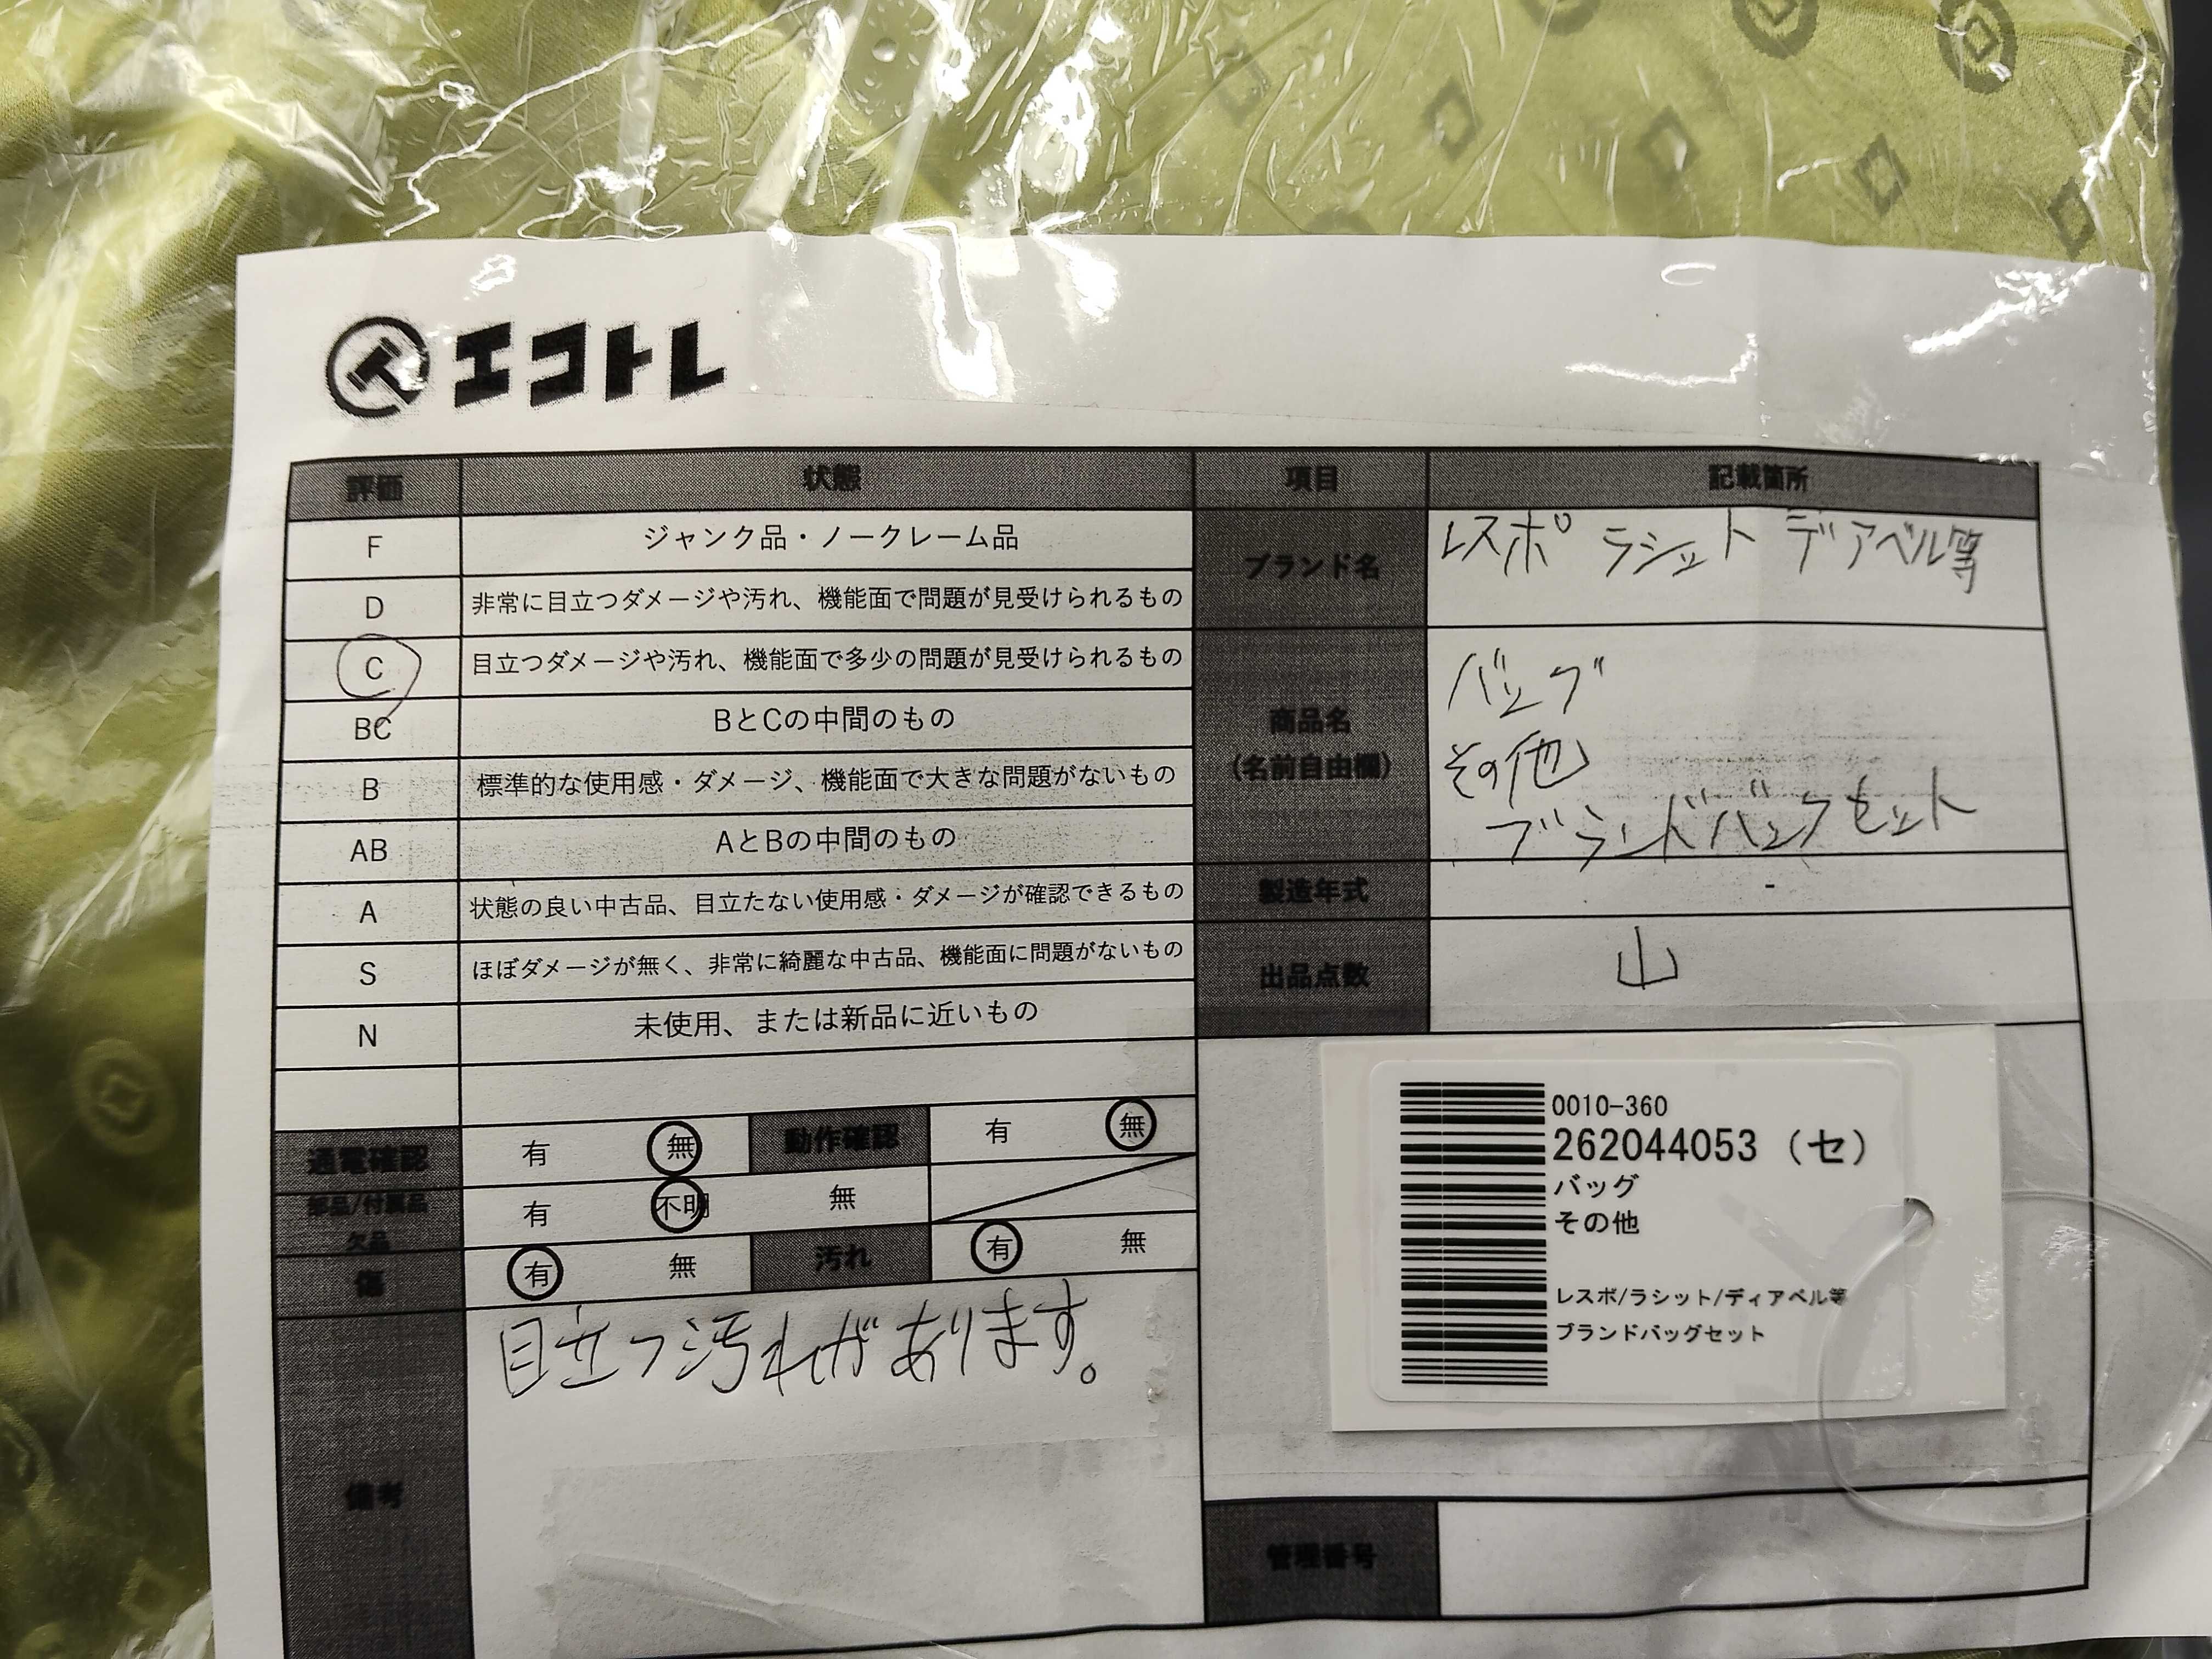 エコトレ
評価 状態 項目 記載箇所
F ジャンク品・ノークレーム品
D 非常に目立つダメージや汚れ、機能面で問題が見受けられるもの
C 目立つダメージや汚れ、機能面で多少の問題が見受けられるもの
BC BとCの中間のもの
B 標準的な使用感・ダメージ、機能面で大きな問題がないもの
AB AとBの中間のもの
A 状態の良い中古品、目立たない使用感・ダメージが確認できるもの
S ほぼダメージが無く、非常に綺麗な中古品、機能面に問題がないもの
N 未使用、または新品に近いもの
ブランド名 レスポ ラシット ディアベル等
商品名
(名前自由欄)
バッグ
その他
ブランドバッグセット
製造年式 -
出品点数 山
通電確認 有 無 動作確認 有 無
部品/付属品
欠品
有 不明 無
傷 有 無 汚れ 有 無
備考
目立つ汚れがあります。
0010-360
262044053 (セ)
バッグ
その他
レスポ/ラシット/ディアベル等
ブランドバッグセット
管理番号